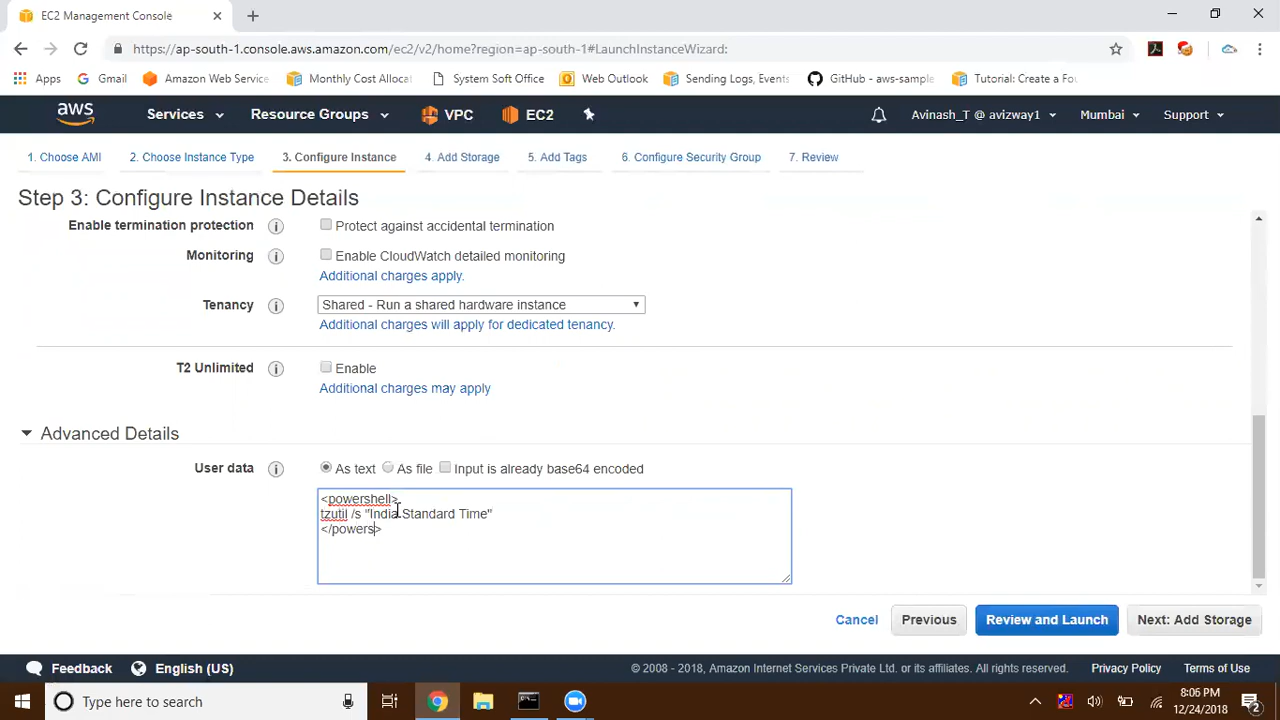 EC2 Management Console
https://ap-south-1.console.aws.amazon.com/ec2/v2/home?region=ap-south-1#LaunchInstanceWizard:
Apps Gmail Amazon Web Service Monthly Cost Allocat System Soft Office Web Outlook Sending Logs, Events GitHub - aws-sample Tutorial: Create a Fou
aws Services Resource Groups VPC EC2 Avinash_T @ avizway1 Mumbai Support
1. Choose AMI 2. Choose Instance Type 3. Configure Instance 4. Add Storage 5. Add Tags 6. Configure Security Group 7. Review
Step 3: Configure Instance Details
Enable termination protection Protect against accidental termination
Monitoring Enable CloudWatch detailed monitoring
Additional charges apply.
Tenancy Shared - Run a shared hardware instance
Additional charges will apply for dedicated tenancy.
T2 Unlimited Enable
Additional charges may apply
Advanced Details
User data As text As file Input is already base64 encoded
<powershell>
tzutil /s "India Standard Time"
</powers>
Cancel Previous Review and Launch Next: Add Storage
Feedback English (US) © 2008 - 2018, Amazon Internet Services Private Ltd. or its affiliates. All rights reserved. Privacy Policy Terms of Use
Type here to search 8:06 PM
12/24/2018 2